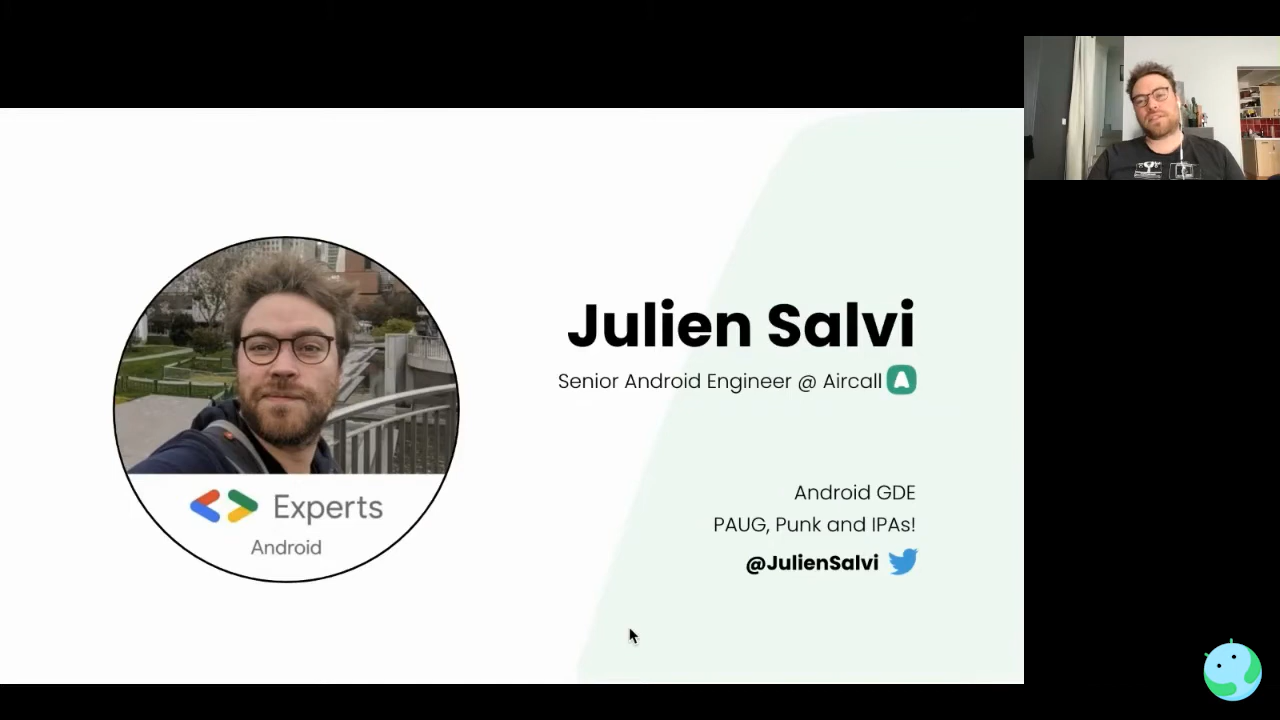 Julien Salvi
Senior Android Engineer @ Aircall
Experts
Android
Android GDE
PAUG, Punk and IPAs!
@JulienSalvi